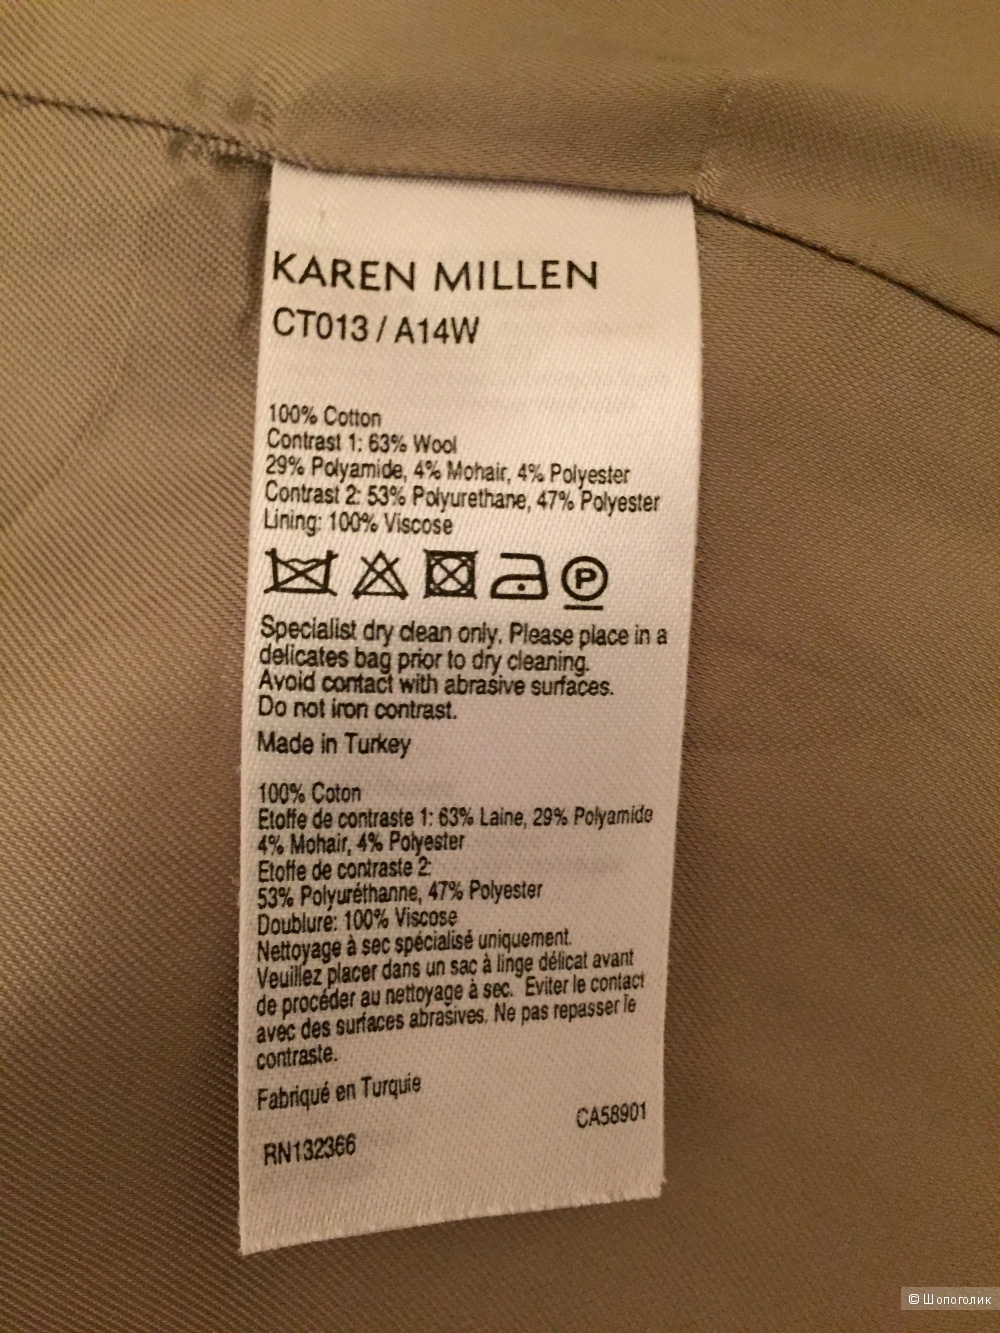 KAREN MILLEN
CT013 / A14W
100% Cotton
Contrast 1: 63% Wool
29% Polyamide, 4% Mohair, 4% Polyester
Contrast 2: 53% Polyurethane, 47% Polyester
Lining: 100% Viscose
P
Specialist dry clean only. Please place in a
delicates bag prior to dry cleaning.
Avoid contact with abrasive surfaces.
Do not iron contrast.
Made in Turkey
100% Coton
Etoffe de contraste 1: 63% Laine, 29% Polyamide
4% Mohair, 4% Polyester
Etoffe de contraste 2:
53% Polyuréthanne, 47% Polyester
Doublure: 100% Viscose
Nettoyage à sec spécialisé uniquement.
Veuillez placer dans un sac à linge délicat avant
de procéder au nettoyage à sec. Eviter le contact
avec des surfaces abrasives. Ne pas repasser le
contraste.
Fabriqué en Turquie
CA58901
RN132366
© Шопоголик